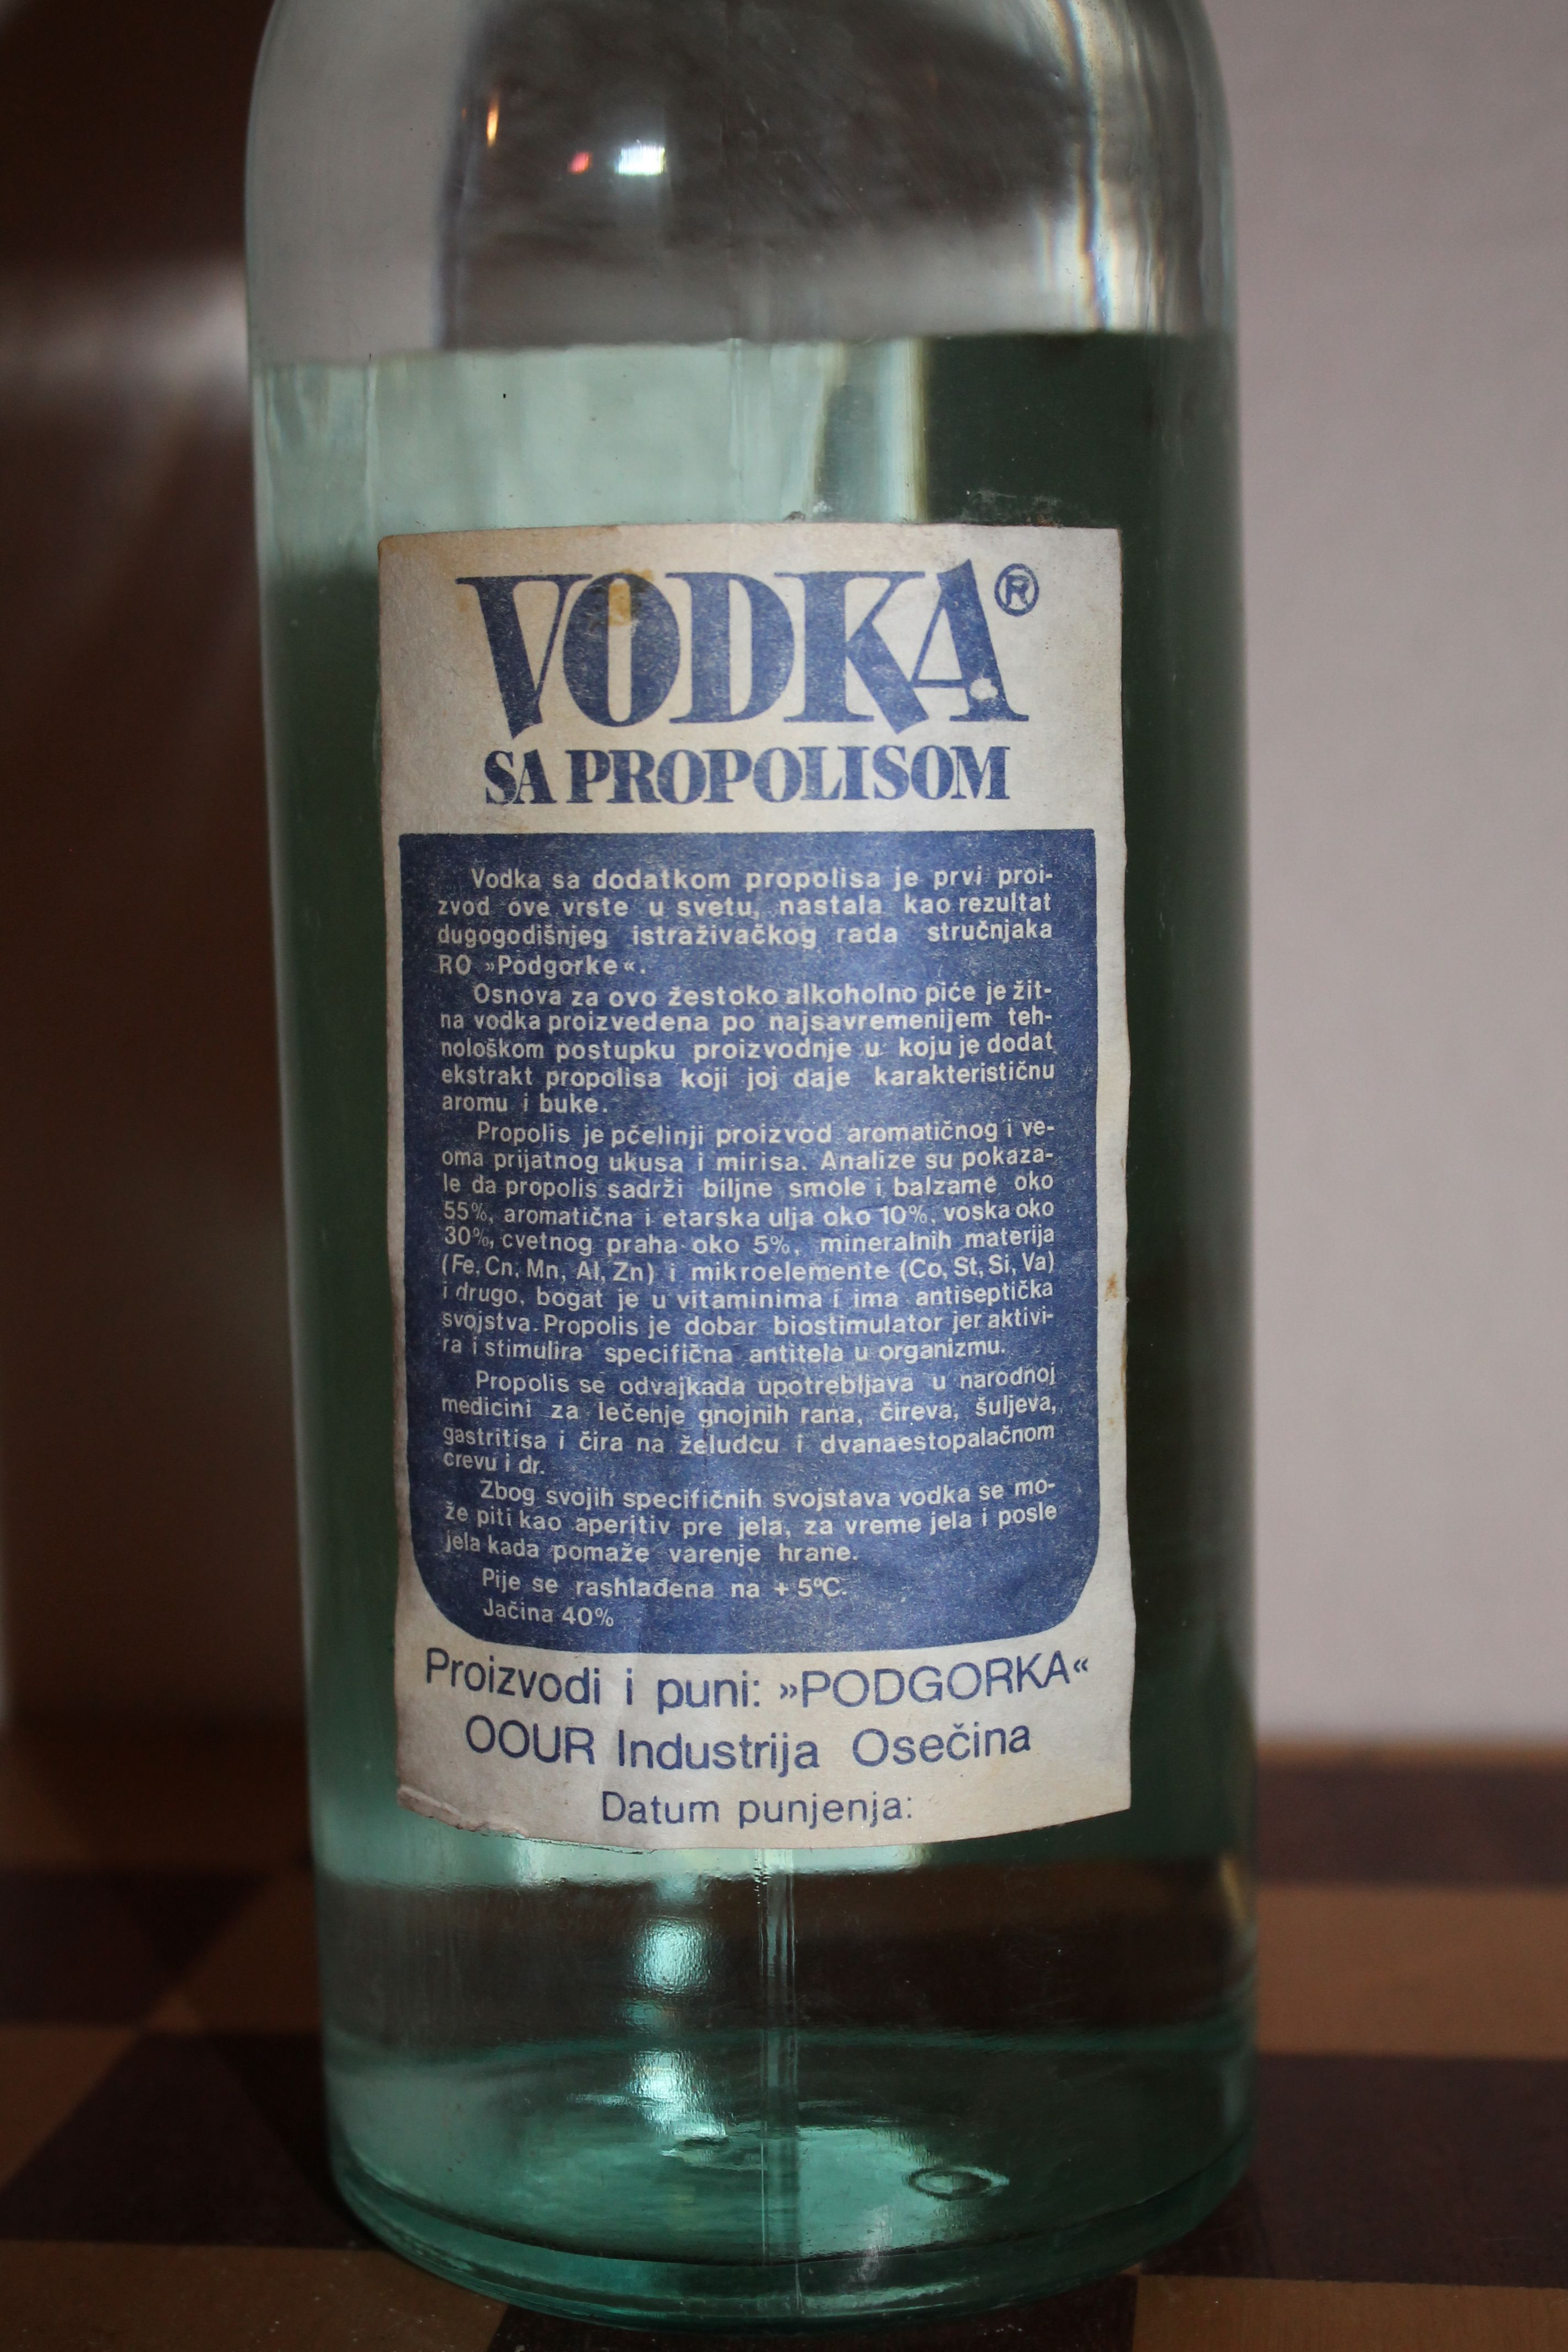 VODKA®
SA PROPOLISOM
Vodka sa dodatkom propolisa je prvi proi-
zvod ove vrste u svetu, nastala kao rezultat
dugogodišnjeg istraživačkog rada stručnjaka
RO »Podgorke«.
Osnova za ovo žestoko alkoholno piće je žit-
na vodka proizvedena po najsavremenijem teh-
nološkom postupku proizvodnje u koju je dodat
ekstrakt propolisa koji joj daje karakterističnu
aromu i buke.
Propolis je pčelinji proizvod aromatičnog i ve-
oma prijatnog ukusa i mirisa. Analize su pokaza-
le da propolis sadrži biljne smole i balzame oko
55%, aromatična i etarska ulja oko 10%, voska oko
30%, cvetnog praha oko 5%, mineralnih materija
(Fe, Cn, Mn, Al, Zn) i mikroelemente (Co, St, Si, Va)
i drugo, bogat je u vitaminima i ima antiseptička
svojstva. Propolis je dobar biostimulator jer aktivi-
ra i stimulira specifična antitela u organizmu.
Propolis se odvajkada upotrebljava u narodnoj
medicini za lečenje gnojnih rana, čireva, šuljeva,
gastritisa i čira na želudcu i dvanaestopalačnom
crevu i dr.
Zbog svojih specifičnih svojstava vodka se mo-
že piti kao aperitiv pre jela, za vreme jela i posle
jela kada pomaže varenje hrane.
Pije se rashlađena na + 5°C.
Jačina 40%
Proizvodi i puni: »PODGORKA«
OOUR Industrija Osečina
Datum punjenja: